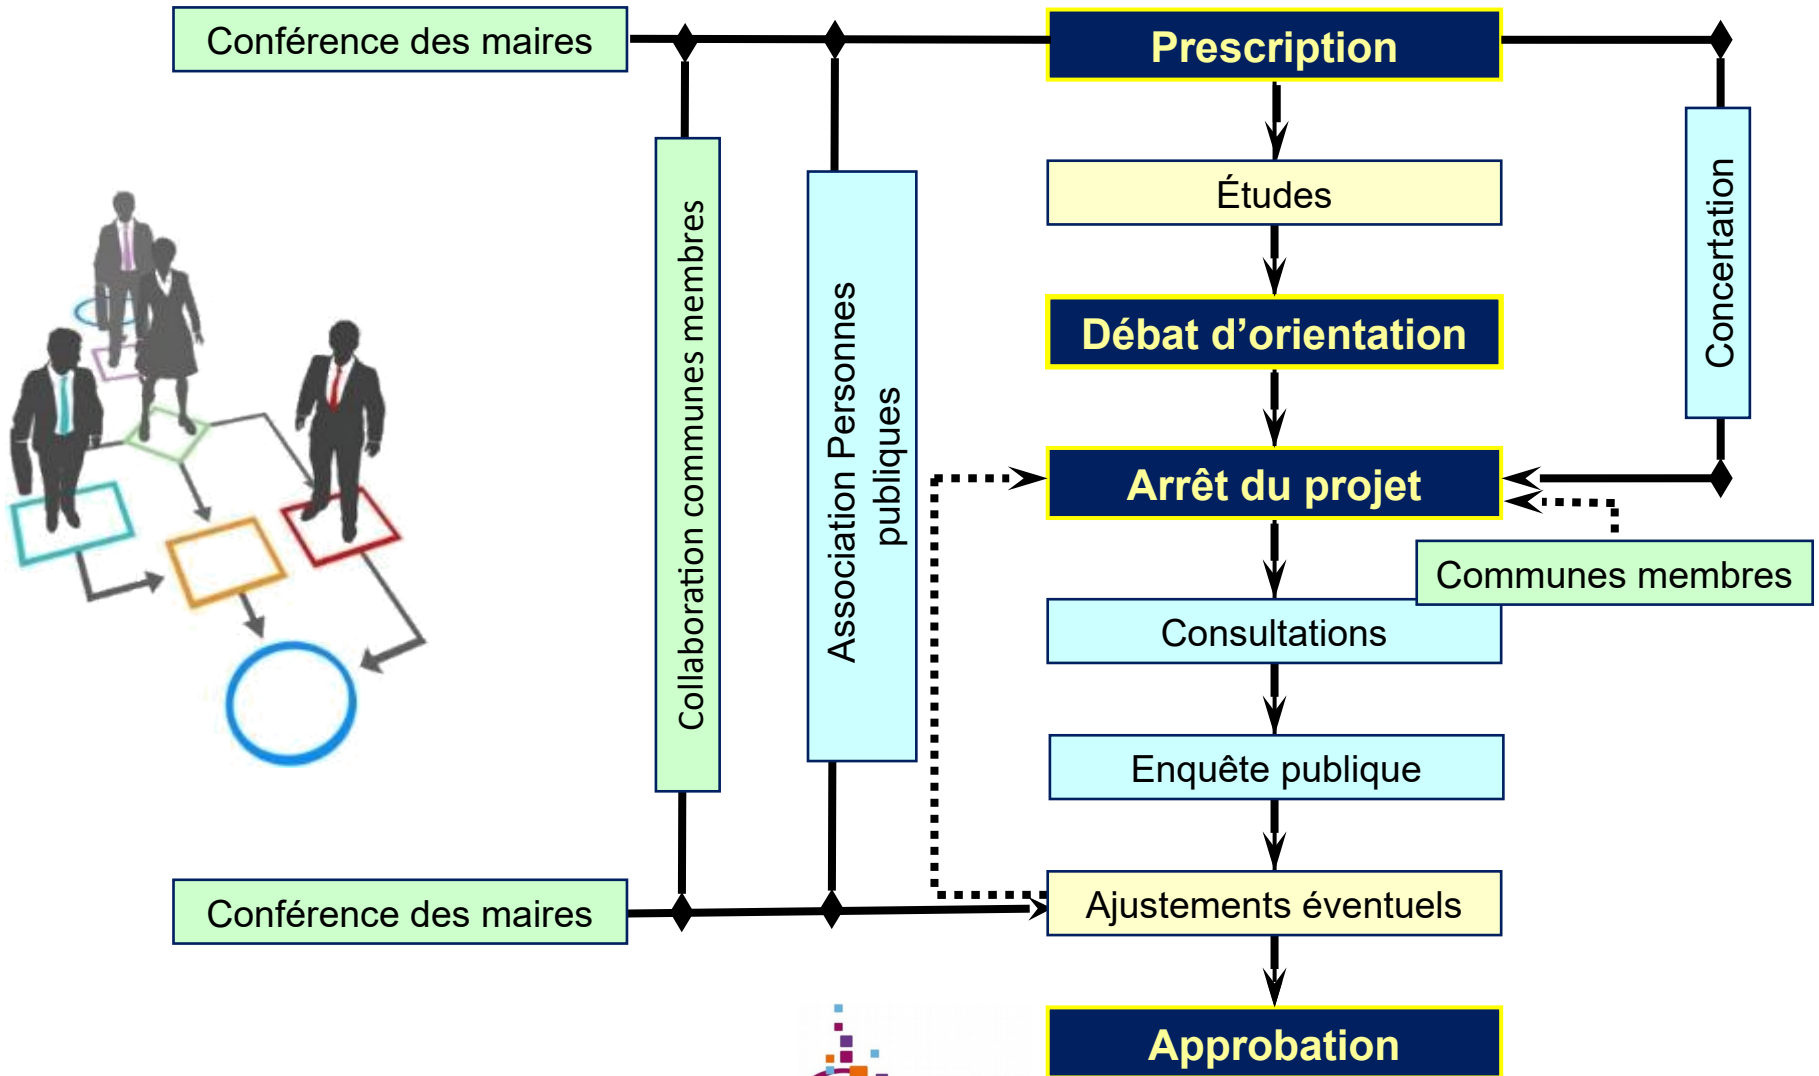 Conférence des maires
Prescription
Études
Débat d’orientation
Concertation
Collaboration communes membres
Association Personnes
publiques
Arrêt du projet
Communes membres
Consultations
Enquête publique
Conférence des maires
Ajustements éventuels
Approbation